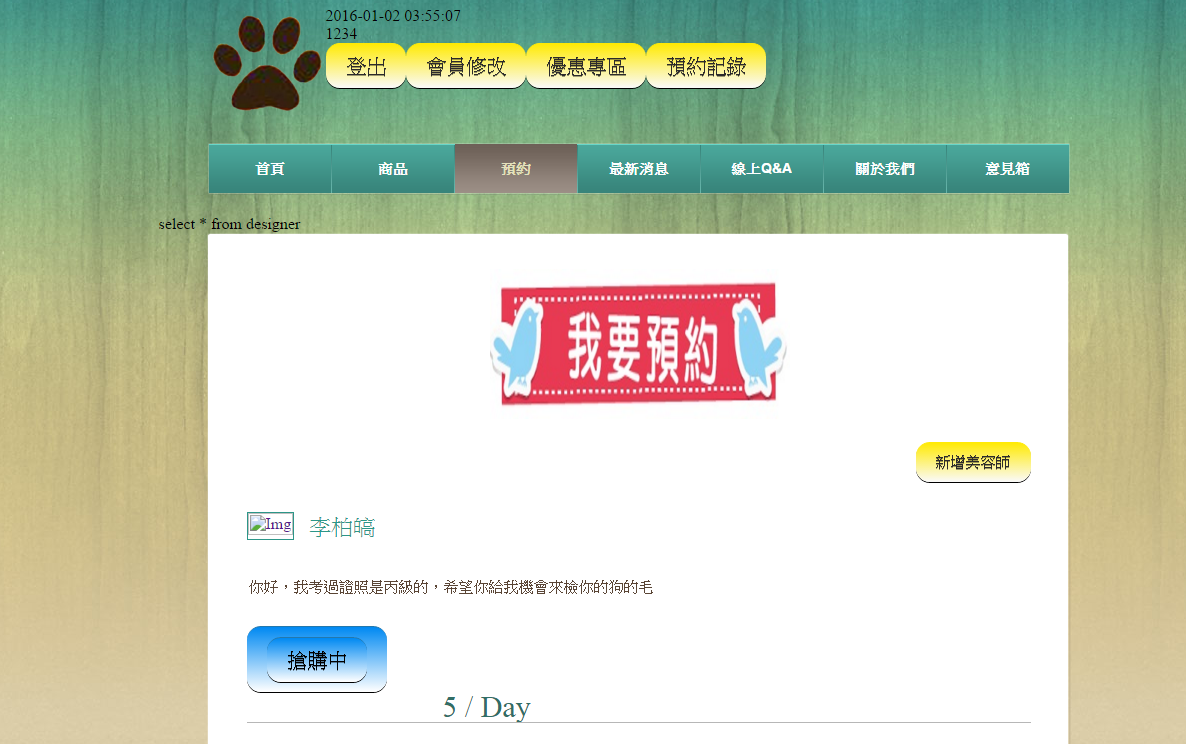 2016-01-02 03:55:07
1234
登出 會員修改 優惠專區 預約記錄
首頁 商品 預約 最新消息 線上Q&A 關於我們 意見箱
select * from designer
我要預約
新增美容師
Img 李柏皜
你好，我考過證照是丙級的，希望你給我機會來檢你的狗的毛
搶購中
5 / Day